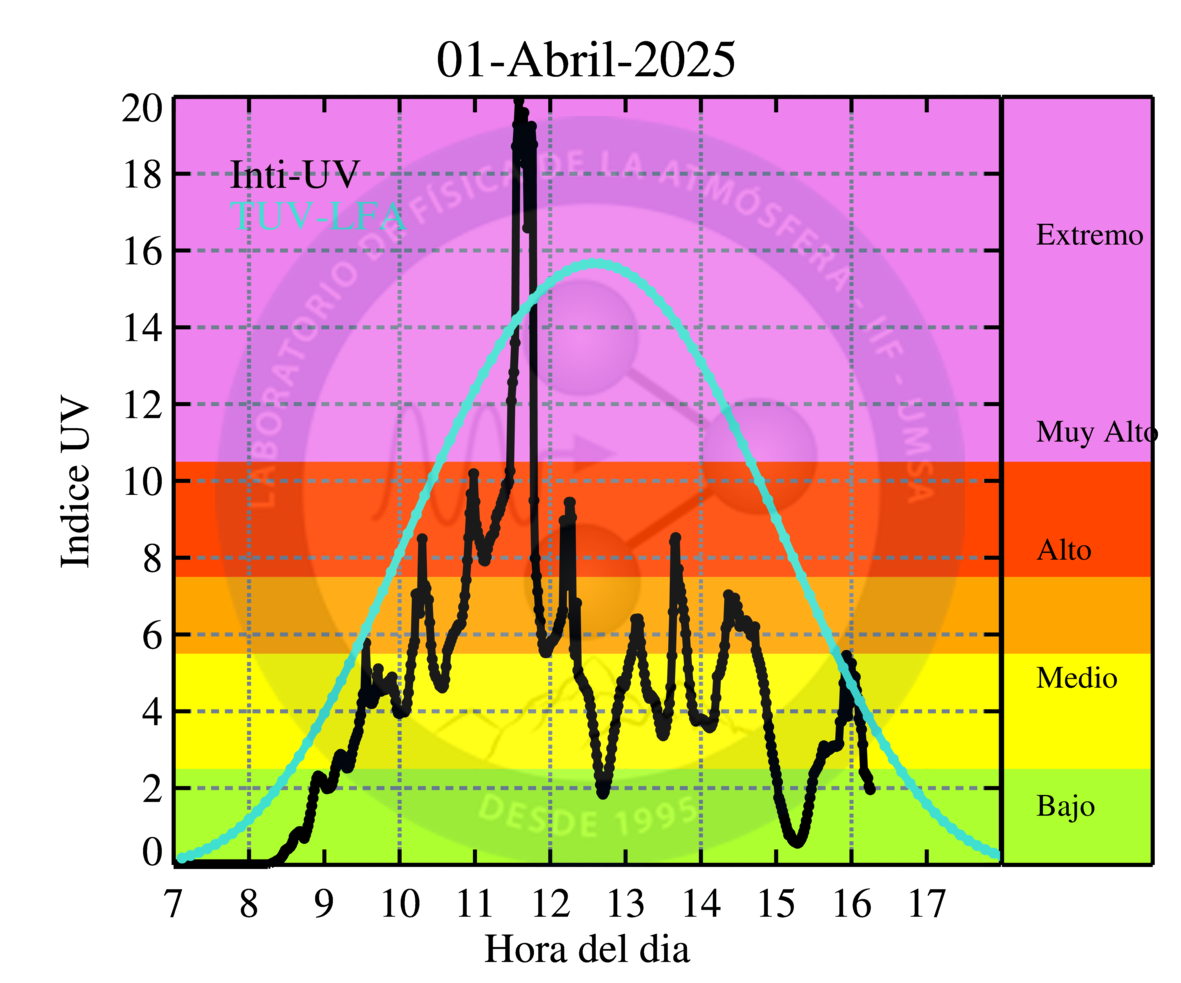 01-Abril-2025
Inti-UV
TUV-LFA
LABORATORIO DE FÍSICA DE LA ATMÓSFERA - IIF - UMSA
DESDE 1995
Indice UV
20
18
16
14
12
10
8
6
4
2
0
Extremo
Muy Alto
Alto
Medio
Bajo
7 8 9 10 11 12 13 14 15 16 17
Hora del dia